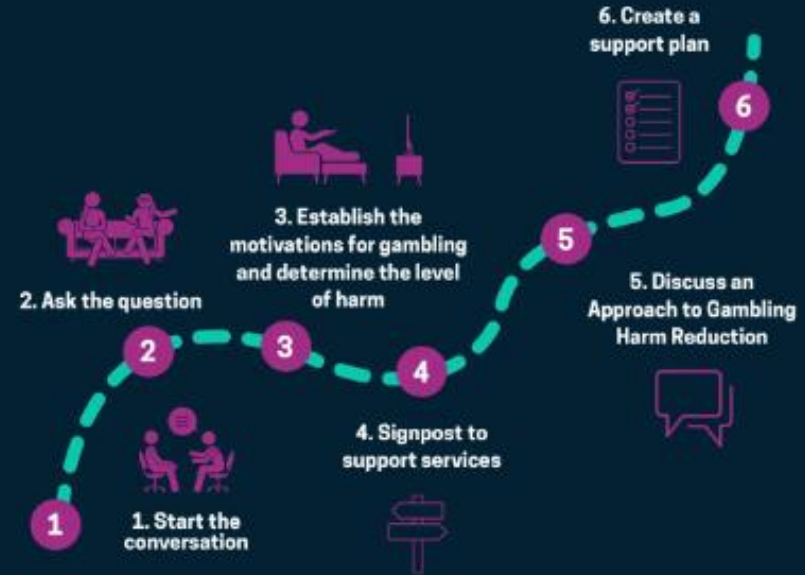 1
1. Start the
conversation
2
2. Ask the question
3
3. Establish the
motivations for gambling
and determine the level
of harm
4
4. Signpost to
support services
5
5. Discuss an
Approach to Gambling
Harm Reduction
6
6. Create a
support plan